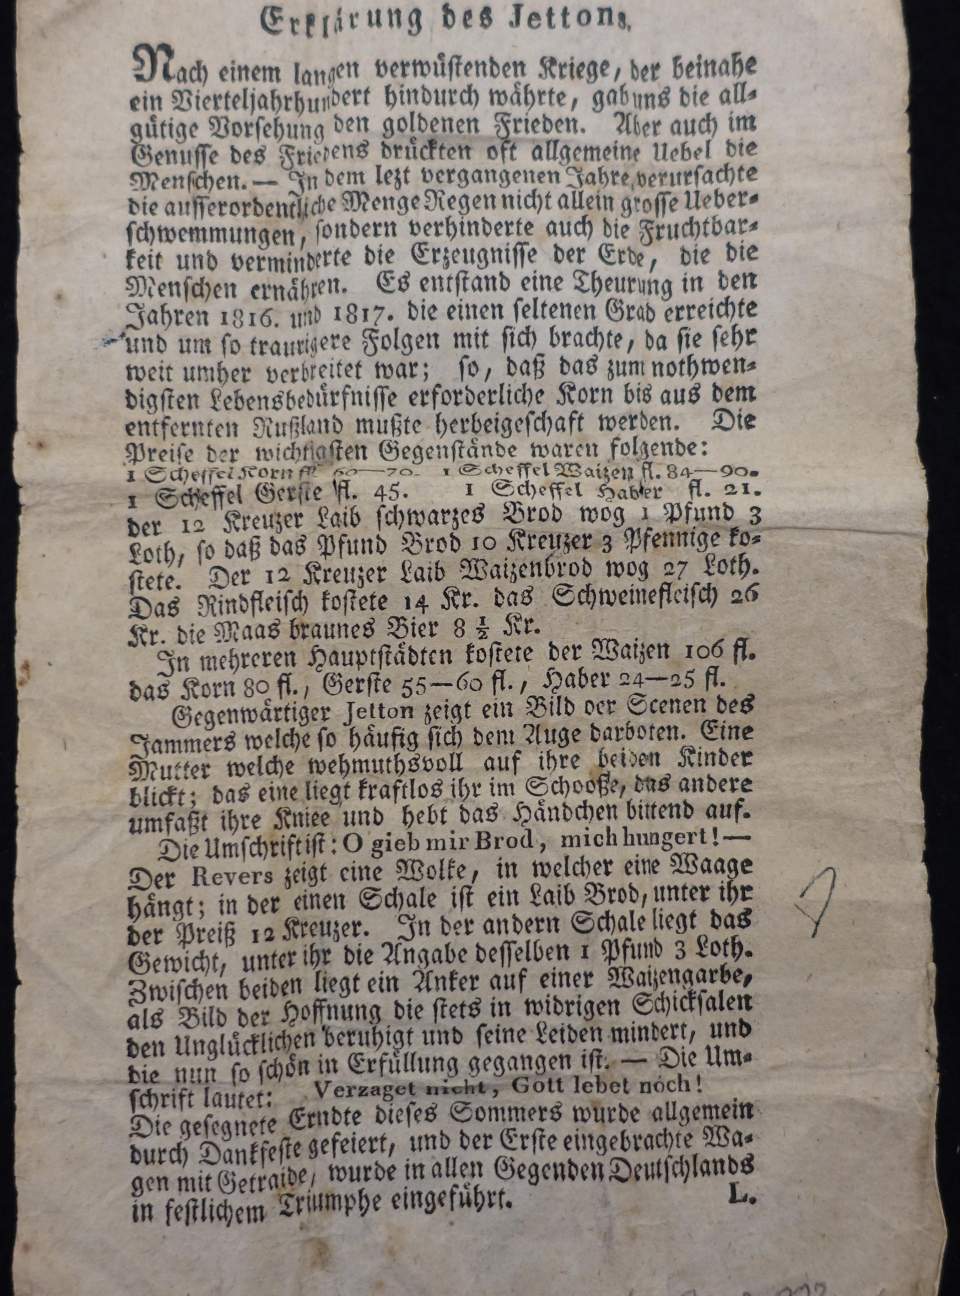 Erklärung des Jettons.
Nach einem langen verwüstenden Kriege, der beinahe
ein Vierteljahrhundert hindurch währte, gab uns die all-
gütige Vorsehung den goldenen Frieden. Aber auch im
Genusse des Friedens drückten oft allgemeine Uebel die
Menschen. — In dem lezt vergangenen Jahre, verursachte
die ausserordentliche Menge Regen nicht allein grosse Ueber-
schwemmungen, sondern verhinderte auch die Fruchtbar-
keit und verminderte die Erzeugnisse der Erde, die die
Menschen ernähren. Es entstand eine Theurung in den
Jahren 1816. und 1817. die einen seltenen Grad erreichte
und um so traurigere Folgen mit sich brachte, da sie sehr
weit umher verbreitet war; so, daß das zum nothwen-
digsten Lebensbedürfnisse erforderliche Korn bis aus dem
entfernten Rußland mußte herbeigeschaft werden. Die
Preise der wichtigsten Gegenstände waren folgende:
1 Scheffel Korn fl. 60—70. 1 Scheffel Waizen fl. 84—90.
1 Scheffel Gerste fl. 45. 1 Scheffel Haber fl. 21.
der 12 Kreuzer Laib schwarzes Brod wog 1 Pfund 3
Loth, so daß das Pfund Brod 10 Kreuzer 3 Pfennige ko-
stete. Der 12 Kreuzer Laib Waizenbrod wog 27 Loth.
Das Rindfleisch kostete 14 Kr. das Schweinefleisch 26
Kr. die Maas braunes Bier 8 ½ Kr.
In mehreren Hauptstädten kostete der Waizen 106 fl.
das Korn 80 fl., Gerste 55—60 fl., Haber 24—25 fl.
Gegenwärtiger Jetton zeigt ein Bild der Scenen des
Jammers welche so häufig sich dem Auge darboten. Eine
Mutter welche wehmuthsvoll auf ihre beiden Kinder
blickt; das eine liegt kraftlos ihr im Schooße, das andere
umfaßt ihre Kniee und hebt das Händchen bittend auf.
Die Umschrift ist: O gieb mir Brod, mich hungert! —
Der Revers zeigt eine Wolke, in welcher eine Waage
hängt; in der einen Schale ist ein Laib Brod, unter ihr
der Preiß 12 Kreuzer. In der andern Schale liegt das
Gewicht, unter ihr die Angabe desselben 1 Pfund 3 Loth.
Zwischen beiden liegt ein Anker auf einer Waizengarbe,
als Bild der Hoffnung die stets in widrigen Schicksalen
den Unglücklichen beruhigt und seine Leiden mindert, und
die nun so schön in Erfüllung gegangen ist. — Die Um-
schrift lautet: Verzaget nicht, Gott lebet noch!
Die gesegnete Erndte dieses Sommers wurde allgemein
durch Dankfeste gefeiert, und der Erste eingebrachte Wa-
gen mit Getraide, wurde in allen Gegenden Deutschlands
in festlichem Triumphe eingeführt. L.